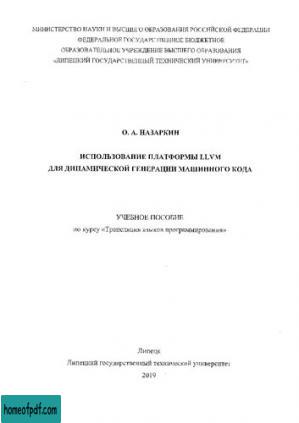 МИНИСТЕРСТВО НАУКИ И ВЫСШЕГО ОБРАЗОВАНИЯ РОССИЙСКОЙ ФЕДЕРАЦИИ
ФЕДЕРАЛЬНОЕ ГОСУДАРСТВЕННОЕ БЮДЖЕТНОЕ
ОБРАЗОВАТЕЛЬНОЕ УЧРЕЖДЕНИЕ ВЫСШЕГО ОБРАЗОВАНИЯ
«ЛИПЕЦКИЙ ГОСУДАРСТВЕННЫЙ ТЕХНИЧЕСКИЙ УНИВЕРСИТЕТ»
О. А. НАЗАРКИН
ИСПОЛЬЗОВАНИЕ ПЛАТФОРМЫ LLVM
ДЛЯ ДИНАМИЧЕСКОЙ ГЕНЕРАЦИИ МАШИННОГО КОДА
УЧЕБНОЕ ПОСОБИЕ
по курсу «Трансляция языков программирования»
Липецк
Липецкий государственный технический университет
2019
homeofpdf.com